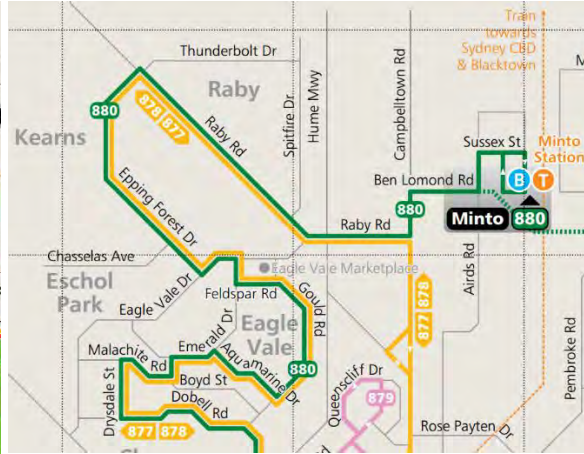 Train
towards
Sydney CBD
& Blacktown
Thunderbolt Dr
Raby
880
878 877
Kearns
Raby Rd
Spitfire Dr
Hume Mwy
Campbelltown Rd
Sussex St
Minto
Station
B T
Ben Lomond Rd
Minto 880
880
Raby Rd
Epping Forest Dr
Chasselas Ave
Eagle Vale Marketplace
Airds Rd
Eschol
Park
Feldspar Rd
Gould Rd
877 878
Eagle Vale Dr
Eagle
Vale
Emerald Dr
Malachite Rd
Aquamarine Dr
880
Boyd St
Drysdale St
Dobell Rd
Queenscliff Dr
879
Pembroke Rd
877 878
Rose Payten Dr